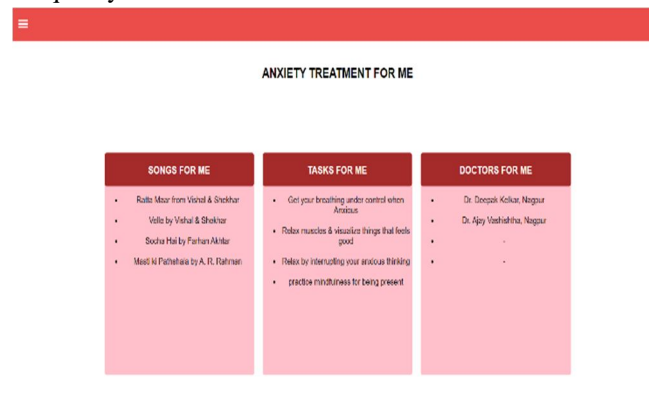 ANXIETY TREATMENT FOR ME
SONGS FOR ME
Ratta Maar from Vishal & Shekhar
Velle by Vishal & Shekhar
Socha Hai by Farhan Akhtar
Masti ki Pathshala by A. R. Rahman
TASKS FOR ME
Get your breathing under control when
Anxious
Relax muscles & visualize things that feels
good
Relax by interrupting your anxious thinking
practice mindfulness for being present
DOCTORS FOR ME
Dr. Deepak Kelkar, Nagpur
Dr. Ajay Vashishtha, Nagpur
-
-